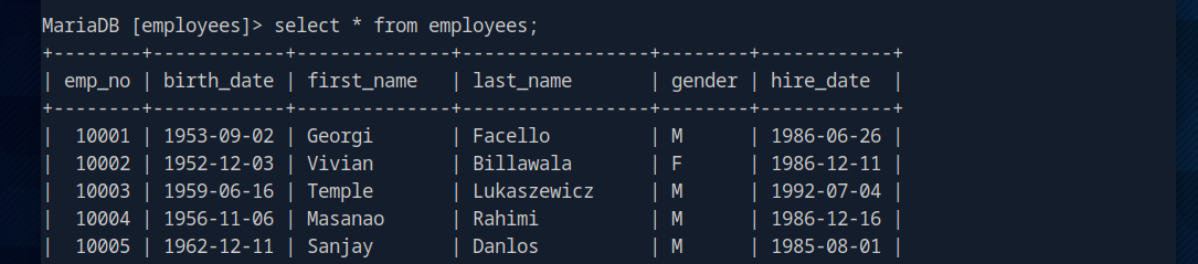 MariaDB [employees]> select * from employees;
+--------+------------+--------------+-----------------+--------+------------+
| emp_no | birth_date | first_name   | last_name       | gender | hire_date  |
+--------+------------+--------------+-----------------+--------+------------+
|  10001 | 1953-09-02 | Georgi       | Facello         | M      | 1986-06-26 |
|  10002 | 1952-12-03 | Vivian       | Billawala       | F      | 1986-12-11 |
|  10003 | 1959-06-16 | Temple       | Lukaszewicz     | M      | 1992-07-04 |
|  10004 | 1956-11-06 | Masanao      | Rahimi          | M      | 1986-12-16 |
|  10005 | 1962-12-11 | Sanjay       | Danlos          | M      | 1985-08-01 |